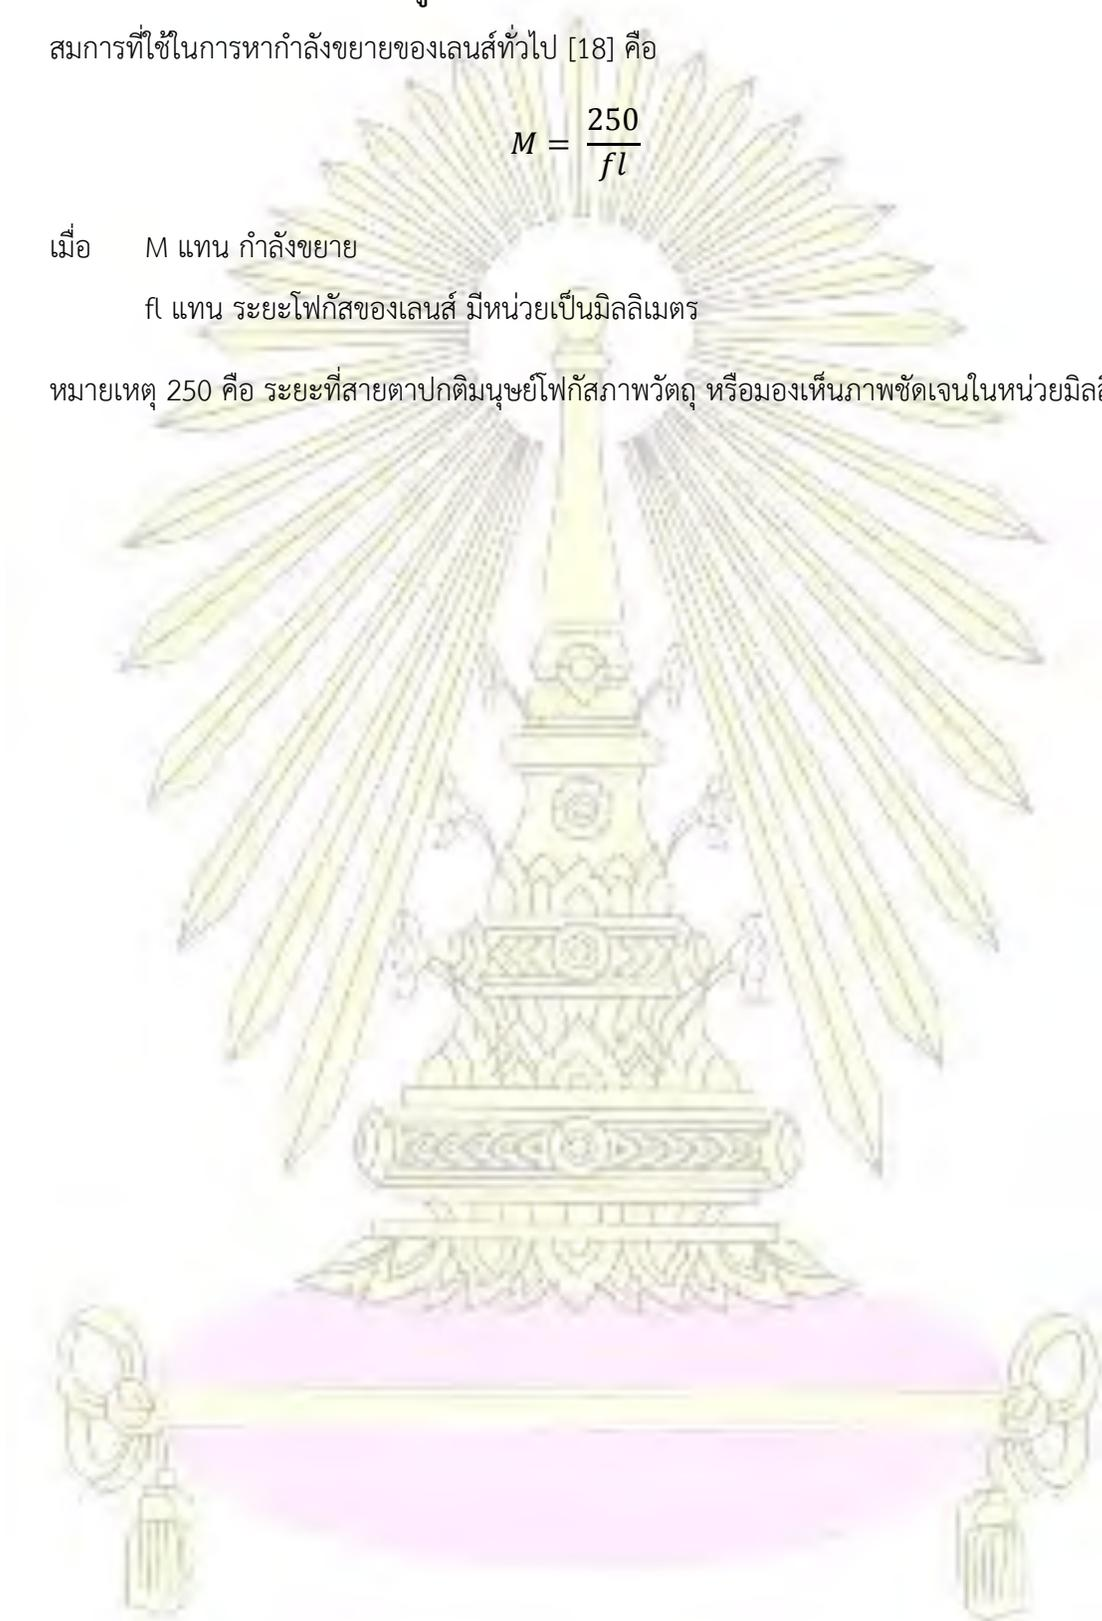 สมการที่ใช้ในการหากำลังขยายของเลนส์ทั่วไป [18] คือ
M = 250/fl
เมื่อ M แทน กำลังขยาย
fl แทน ระยะโฟกัสของเลนส์ มีหน่วยเป็นมิลลิเมตร
หมายเหตุ 250 คือ ระยะที่สายตาปกติมนุษย์โฟกัสภาพวัตถุ หรือมองเห็นภาพชัดเจนในหน่วย